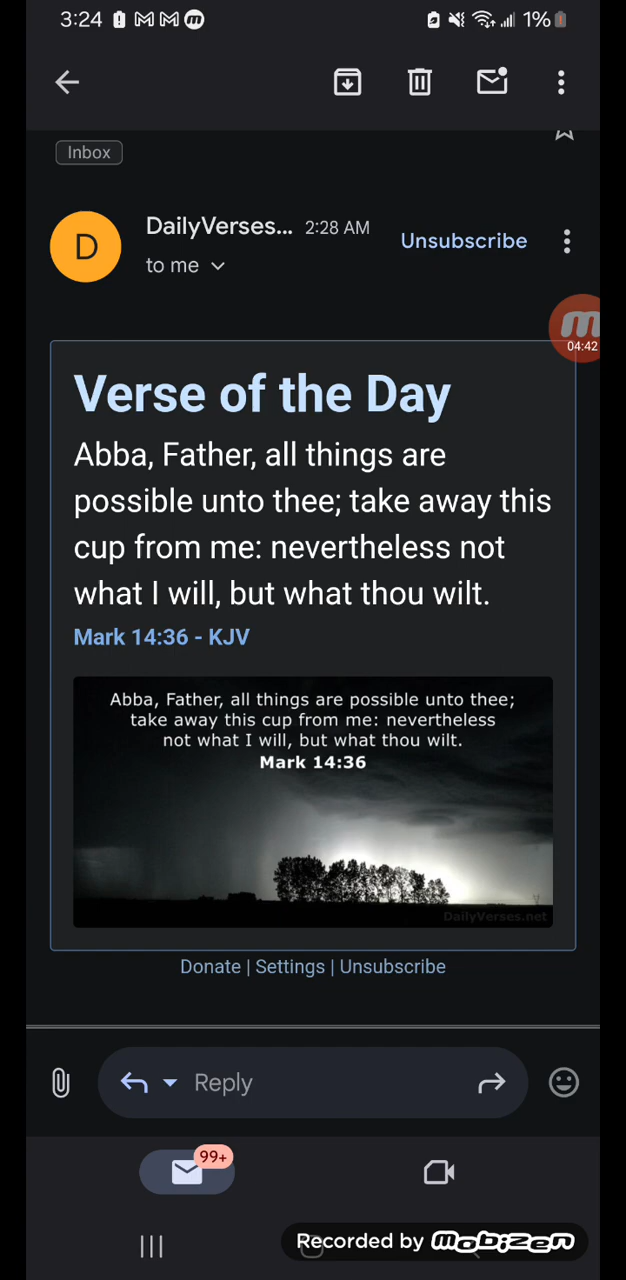 3:24 1%
Inbox
DailyVerses... 2:28 AM
Unsubscribe
D
to me
04:42
Verse of the Day
Abba, Father, all things are
possible unto thee; take away this
cup from me: nevertheless not
what I will, but what thou wilt.
Mark 14:36 - KJV
Abba, Father, all things are possible unto thee;
take away this cup from me: nevertheless
not what I will, but what thou wilt.
Mark 14:36
DailyVerses.net
Donate | Settings | Unsubscribe
Reply
99+
Recorded by Mobizen